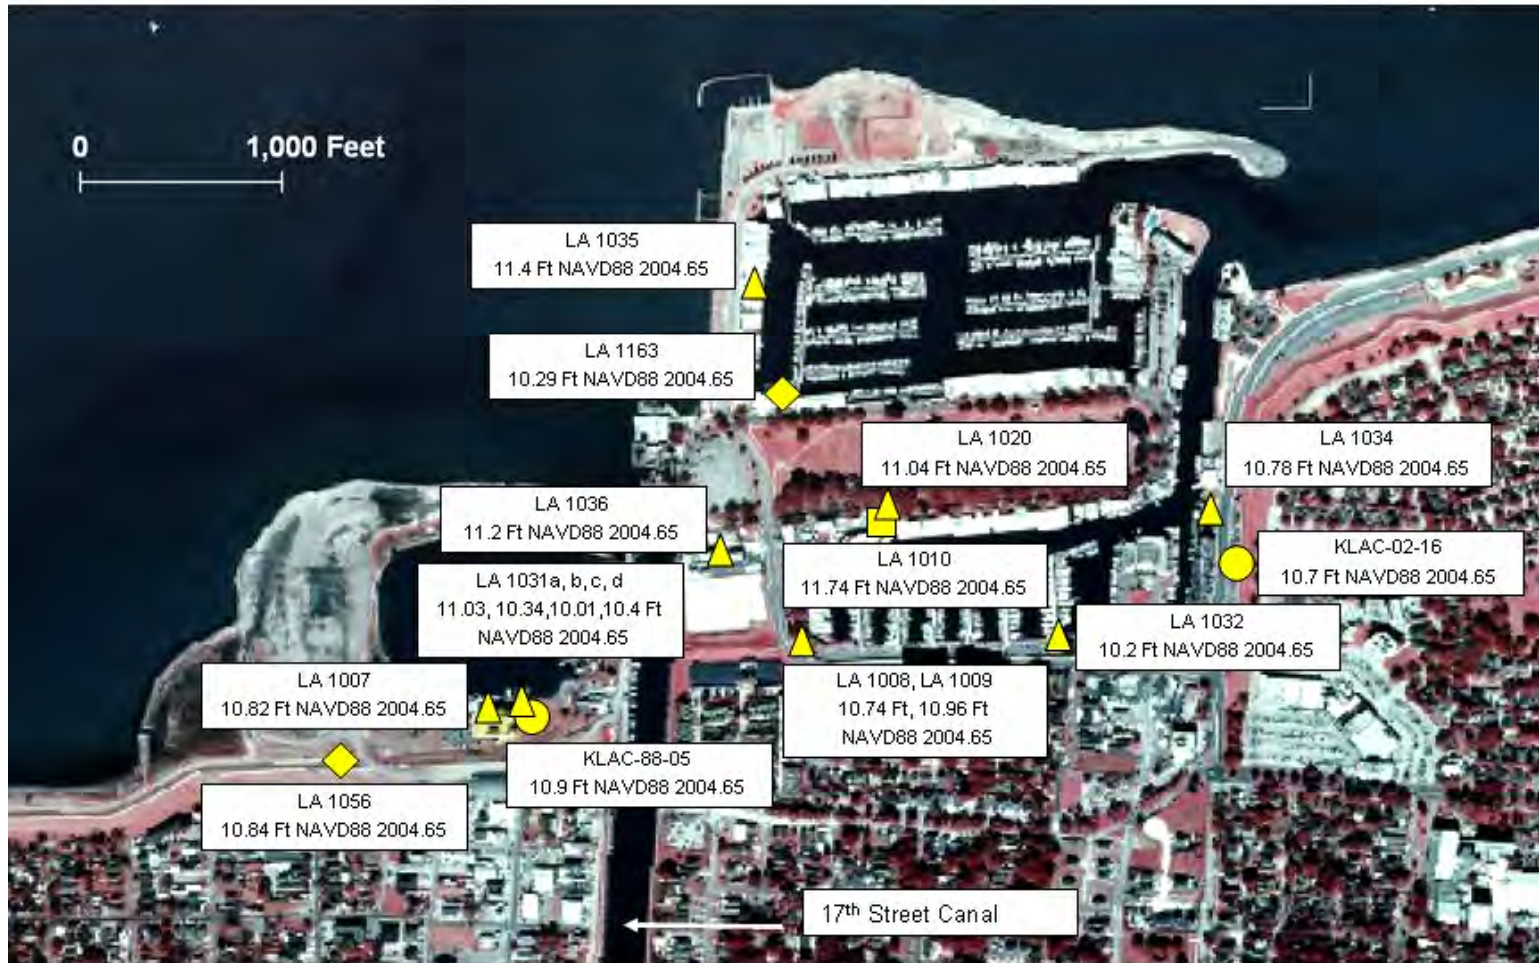 0 1,000 Feet
LA 1035
11.4 Ft NAVD88 2004.65
LA 1163
10.29 Ft NAVD88 2004.65
LA 1020
11.04 Ft NAVD88 2004.65
LA 1034
10.78 Ft NAVD88 2004.65
LA 1036
11.2 Ft NAVD88 2004.65
KLAC-02-16
10.7 Ft NAVD88 2004.65
LA 1010
11.74 Ft NAVD88 2004.65
LA 1031a, b, c, d
11.03, 10.34,10.01,10.4 Ft
NAVD88 2004.65
LA 1032
10.2 Ft NAVD88 2004.65
LA 1007
10.82 Ft NAVD88 2004.65
LA 1008, LA 1009
10.74 Ft, 10.96 Ft
NAVD88 2004.65
KLAC-88-05
10.9 Ft NAVD88 2004.65
LA 1056
10.84 Ft NAVD88 2004.65
17th Street Canal